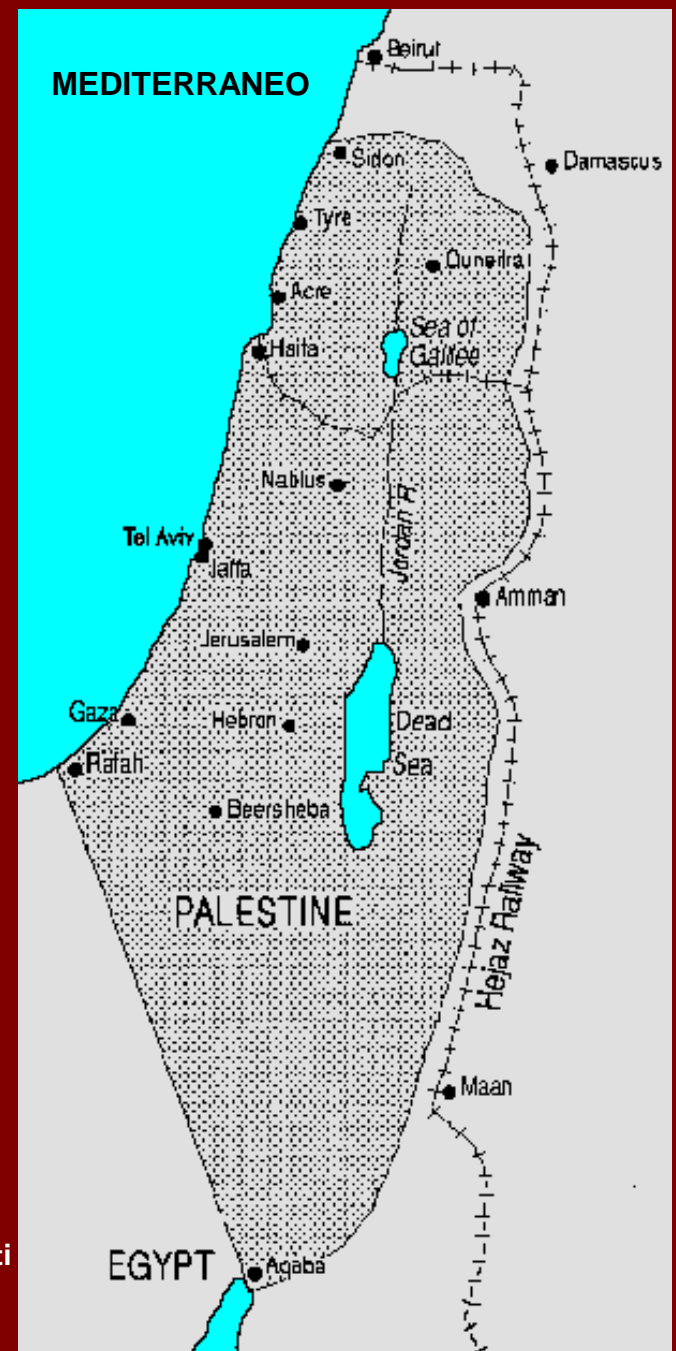 Beirut
MEDITERRANEO
Sidon
Damascus
Tyre
Quneitra
Acre
Sea of
Galilee
Haifa
Nablus
Jordan R.
Tel Aviv
Jaffa
Amman
Jerusalem
Gaza
Hebron
Dead
Sea
Rafah
Beersheba
PALESTINE
Hejaz Railway
Maan
ti
EGYPT
Aqaba